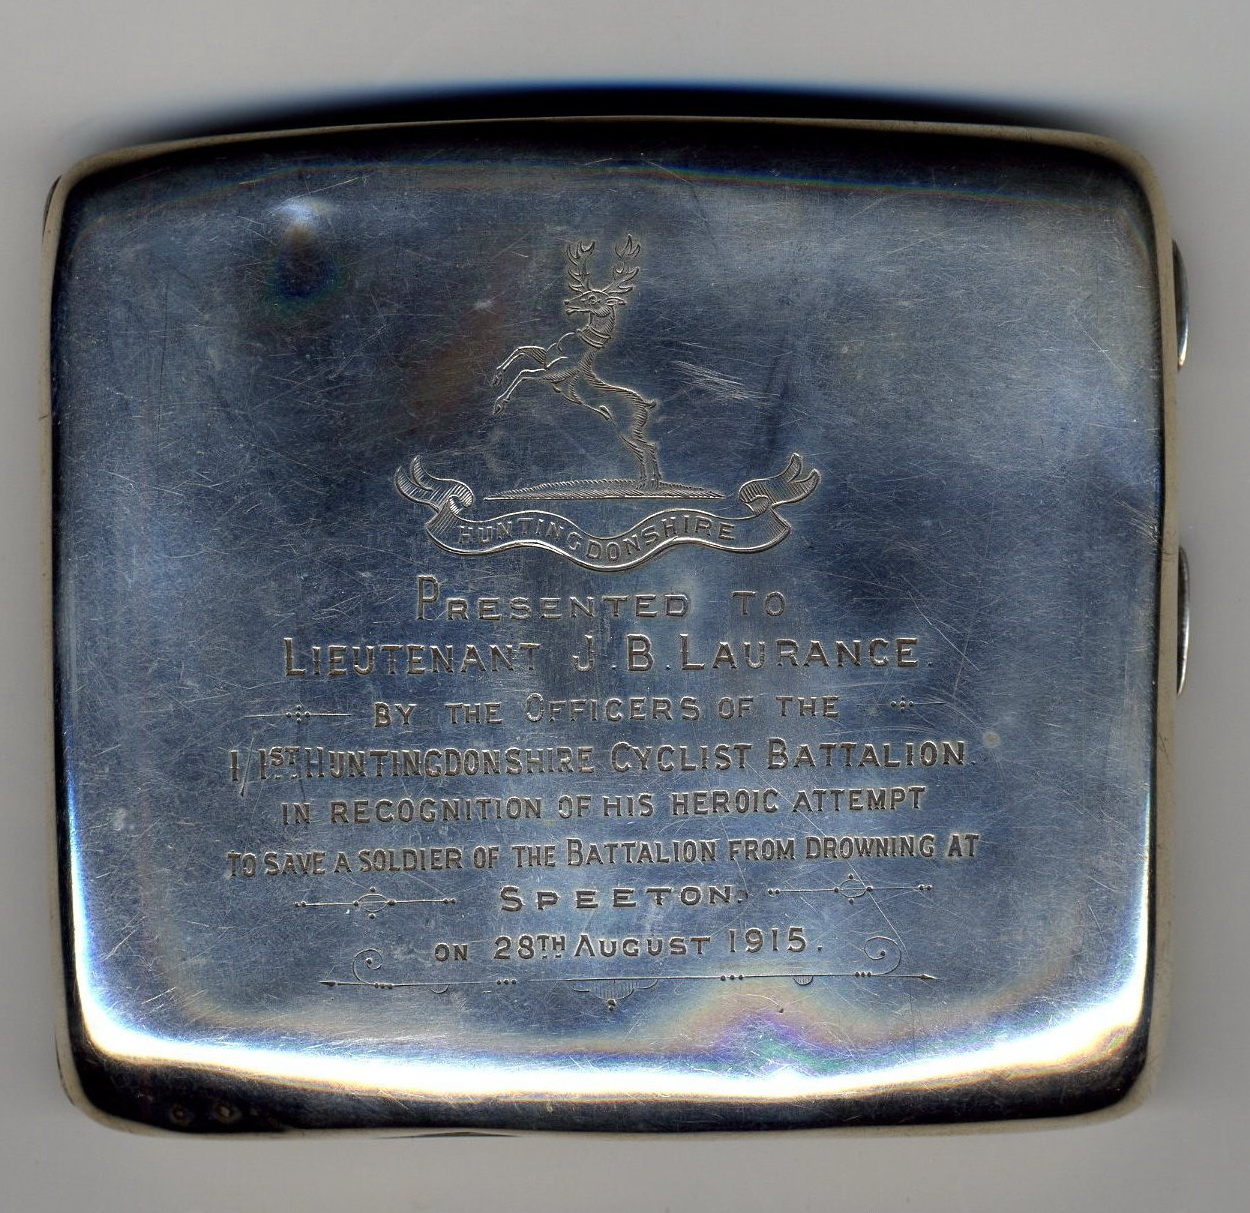 HUNTINGDONSHIRE
PRESENTED TO
LIEUTENANT J.B. LAURANCE.
BY THE OFFICERS OF THE
1/1ST HUNTINGDONSHIRE CYCLIST BATTALION.
IN RECOGNITION OF HIS HEROIC ATTEMPT
TO SAVE A SOLDIER OF THE BATTALION FROM DROWNING AT
SPEETON.
ON 28TH AUGUST 1915.